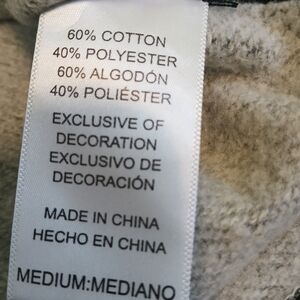 60% COTTON
40% POLYESTER
60% ALGODÓN
40% POLIÉSTER
EXCLUSIVE OF
DECORATION
EXCLUSIVO DE
DECORACIÓN
MADE IN CHINA
HECHO EN CHINA
MEDIUM:MEDIANO